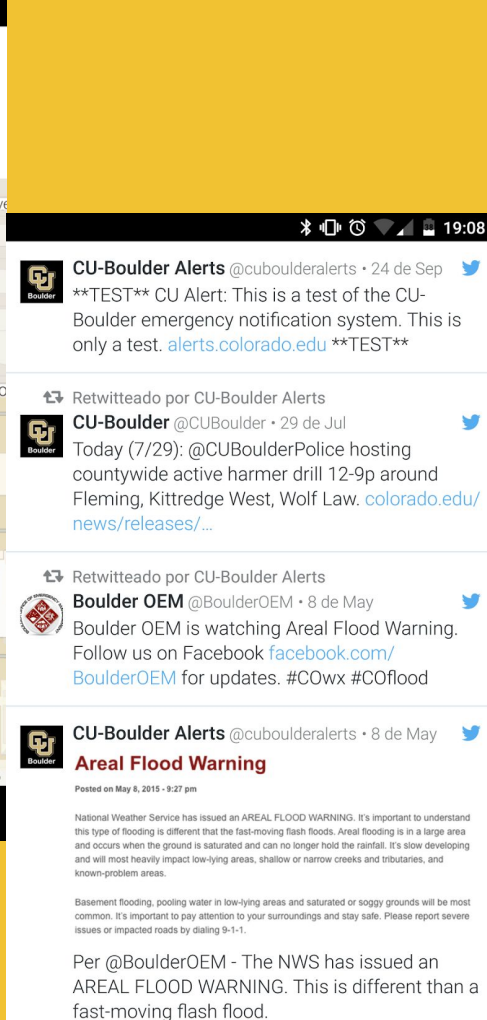 38 19:08
CU-Boulder Alerts @cuboulderalerts • 24 de Sep
**TEST** CU Alert: This is a test of the CU-
Boulder emergency notification system. This is
only a test. alerts.colorado.edu **TEST**
Boulder
Retwitteado por CU-Boulder Alerts
CU-Boulder @CUBoulder • 29 de Jul
Today (7/29): @CUBoulderPolice hosting
countywide active harmer drill 12-9p around
Fleming, Kittredge West, Wolf Law. colorado.edu/
news/releases/...
Boulder
Retwitteado por CU-Boulder Alerts
Boulder OEM @BoulderOEM • 8 de May
Boulder OEM is watching Areal Flood Warning.
Follow us on Facebook facebook.com/
BoulderOEM for updates. #COwx #COflood
CU-Boulder Alerts @cuboulderalerts • 8 de May
Boulder
Areal Flood Warning
Posted on May 8, 2015 - 9:27 pm
National Weather Service has issued an AREAL FLOOD WARNING. It's important to understand
this type of flooding is different that the fast-moving flash floods. Areal flooding is in a large area
and occurs when the ground is saturated and can no longer hold the rainfall. It's slow developing
and will most heavily impact low-lying areas, shallow or narrow creeks and tributaries, and
known-problem areas.
Basement flooding, pooling water in low-lying areas and saturated or soggy grounds will be most
common. It's important to pay attention to your surroundings and stay safe. Please report severe
issues or impacted roads by dialing 9-1-1.
Per @BoulderOEM - The NWS has issued an
AREAL FLOOD WARNING. This is different than a
fast-moving flash flood.